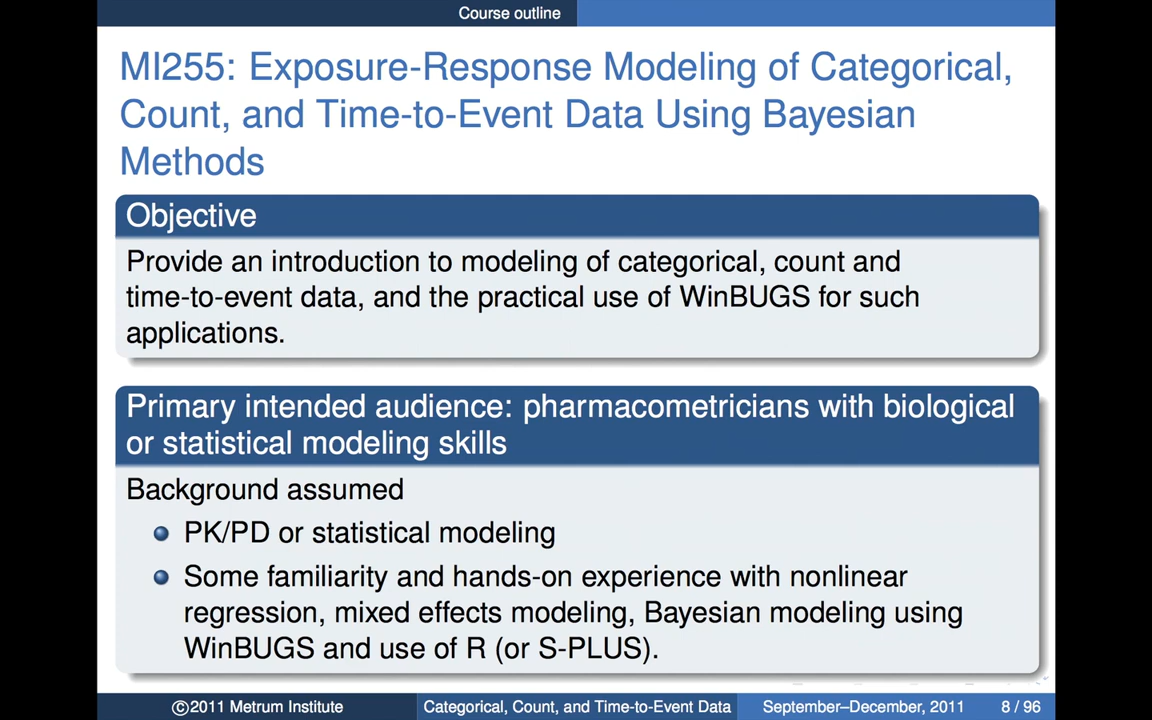 Course outline
MI255: Exposure-Response Modeling of Categorical,
Count, and Time-to-Event Data Using Bayesian
Methods
Objective
Provide an introduction to modeling of categorical, count and
time-to-event data, and the practical use of WinBUGS for such
applications.
Primary intended audience: pharmacometricians with biological
or statistical modeling skills
Background assumed
PK/PD or statistical modeling
Some familiarity and hands-on experience with nonlinear
regression, mixed effects modeling, Bayesian modeling using
WinBUGS and use of R (or S-PLUS).
©2011 Metrum Institute Categorical, Count, and Time-to-Event Data September–December, 2011 8 / 96